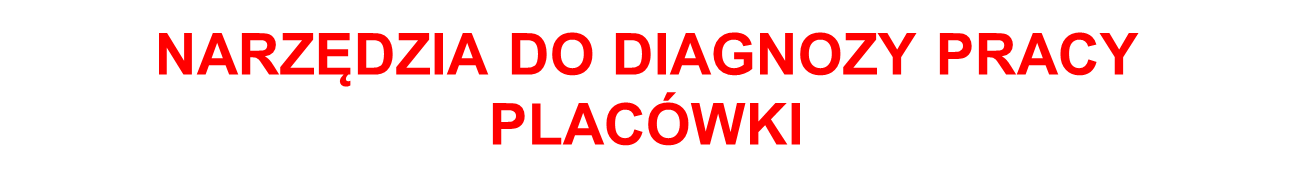 NARZĘDZIA DO DIAGNOZY PRACY
PLACÓWKI